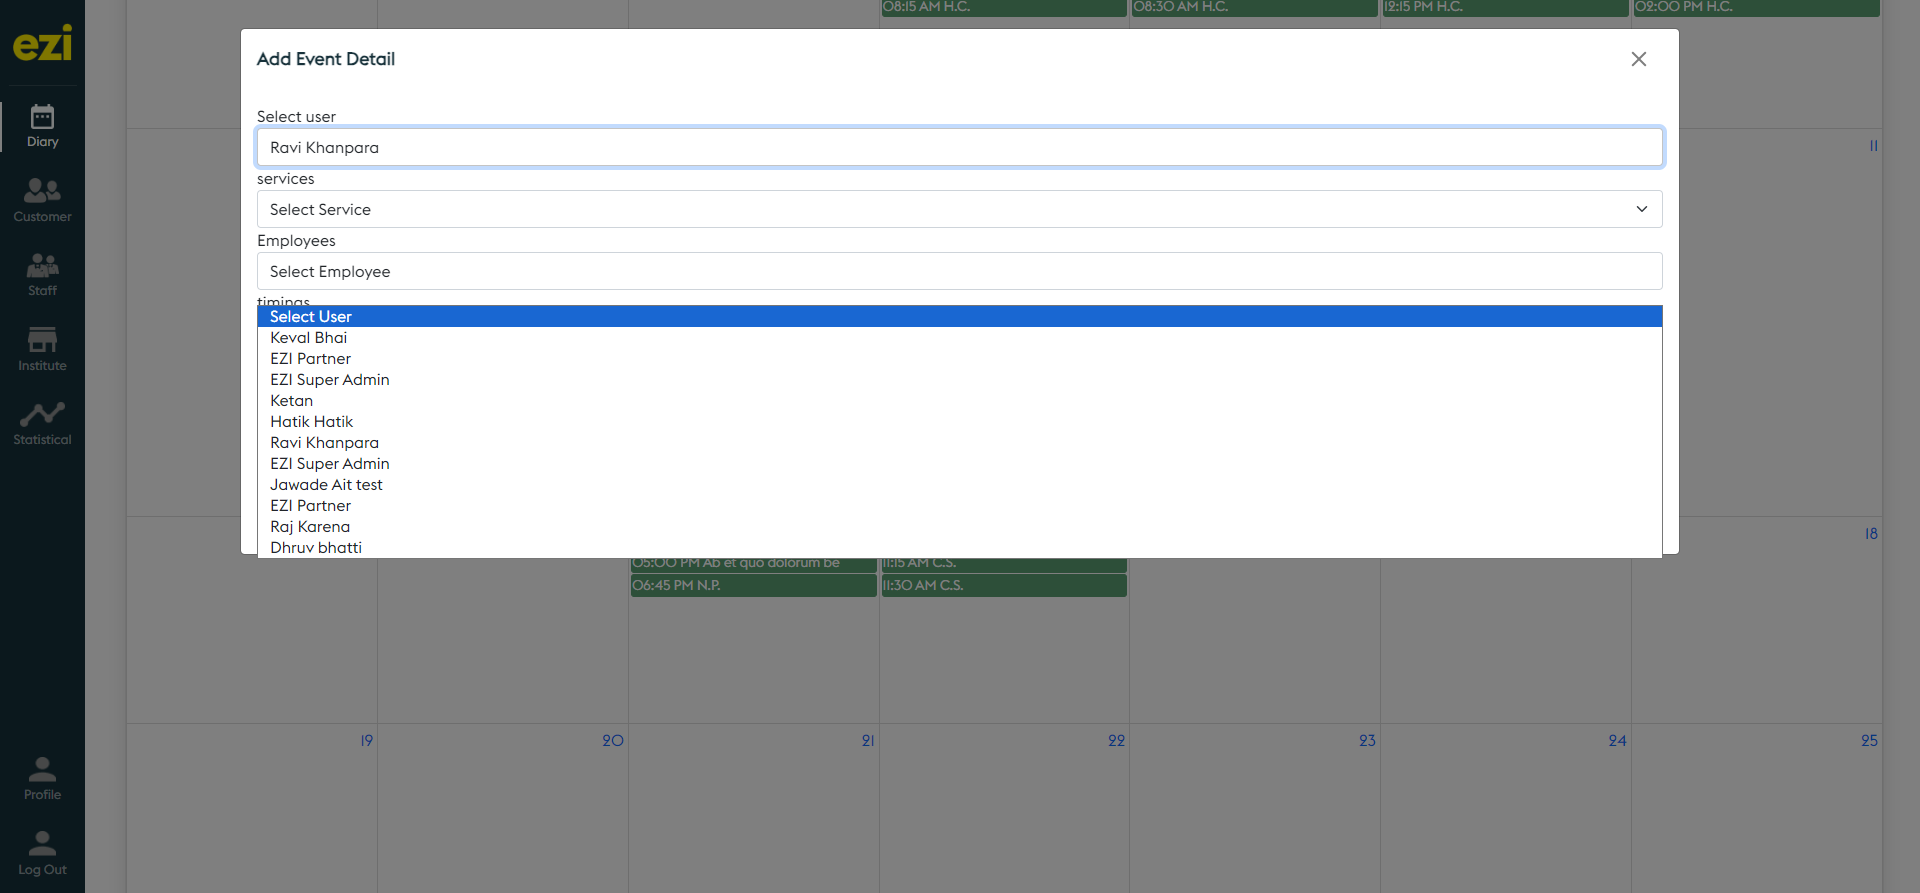 ezi
Diary
Customer
Staff
Institute
Statistical
Profile
Log Out
08:15 AM H.C.
08:30 AM H.C.
12:15 PM H.C.
02:00 PM H.C.
Add Event Detail
Select user
Ravi Khanpara
services
Select Service
Employees
Select Employee
timings
Select User
Keval Bhai
EZI Partner
EZI Super Admin
Ketan
Hatik Hatik
Ravi Khanpara
EZI Super Admin
Jawade Ait test
EZI Partner
Raj Karena
Dhruv bhatti
11
18
05:00 PM Ab et quo dolorum be
11:15 AM C.S.
06:45 PM N.P.
11:30 AM C.S.
19
20
21
22
23
24
25